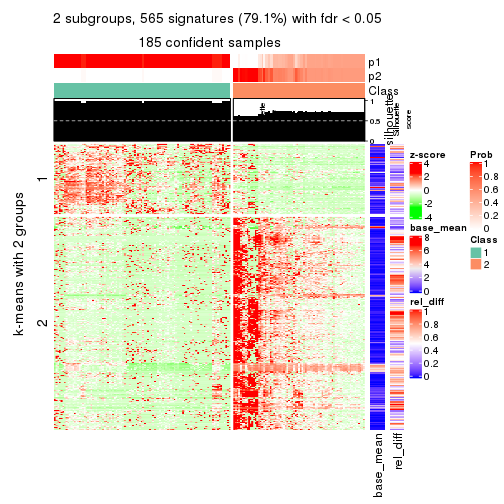 2 subgroups, 565 signatures (79.1%) with fdr < 0.05
185 confident samples
p1
p2
Class
1
0.5
0
silhouette
Silhouette
score
k-means with 2 groups
1
2
base_mean
rel_diff
z-score
4
2
0
-2
-4
base_mean
8
6
4
2
0
rel_diff
1
0.8
0.6
0.4
0.2
0
Prob
1
0.8
0.6
0.4
0.2
0
Class
1
2